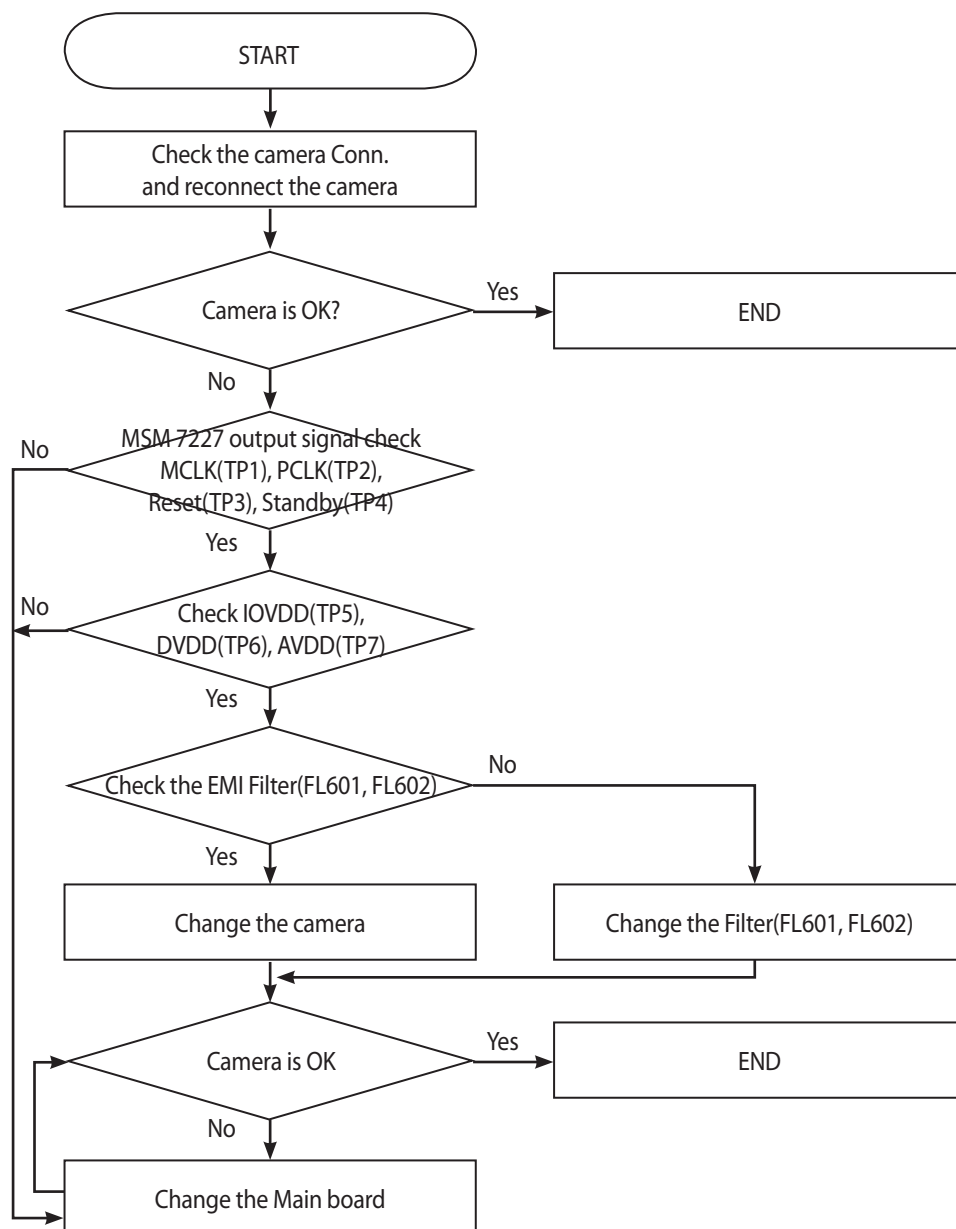 START
Check the camera Conn.
and reconnect the camera
Camera is OK?
Yes
END
No
MSM 7227 output signal check
MCLK(TP1), PCLK(TP2),
Reset(TP3), Standby(TP4)
No
Yes
Check IOVDD(TP5),
DVDD(TP6), AVDD(TP7)
No
Yes
Check the EMI Filter(FL601, FL602)
No
Yes
Change the camera
Change the Filter(FL601, FL602)
Camera is OK
Yes
END
No
Change the Main board